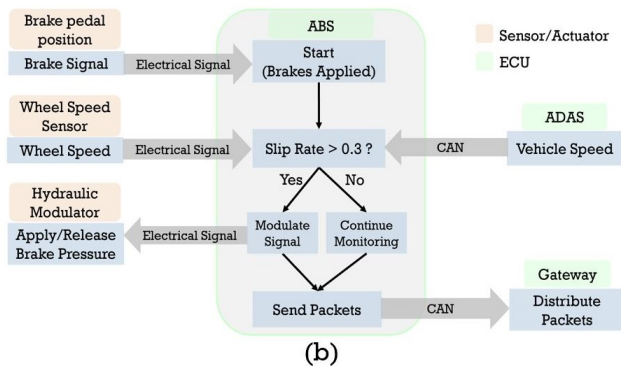 Brake pedal
position
Brake Signal
Electrical Signal
ABS
Start
(Brakes Applied)
Sensor/Actuator
ECU
Wheel Speed
Sensor
Wheel Speed
Electrical Signal
Slip Rate > 0.3 ?
CAN
ADAS
Vehicle Speed
Yes
No
Hydraulic
Modulator
Apply/Release
Brake Pressure
Electrical Signal
Modulate
Signal
Continue
Monitoring
Send Packets
CAN
Gateway
Distribute
Packets
(b)